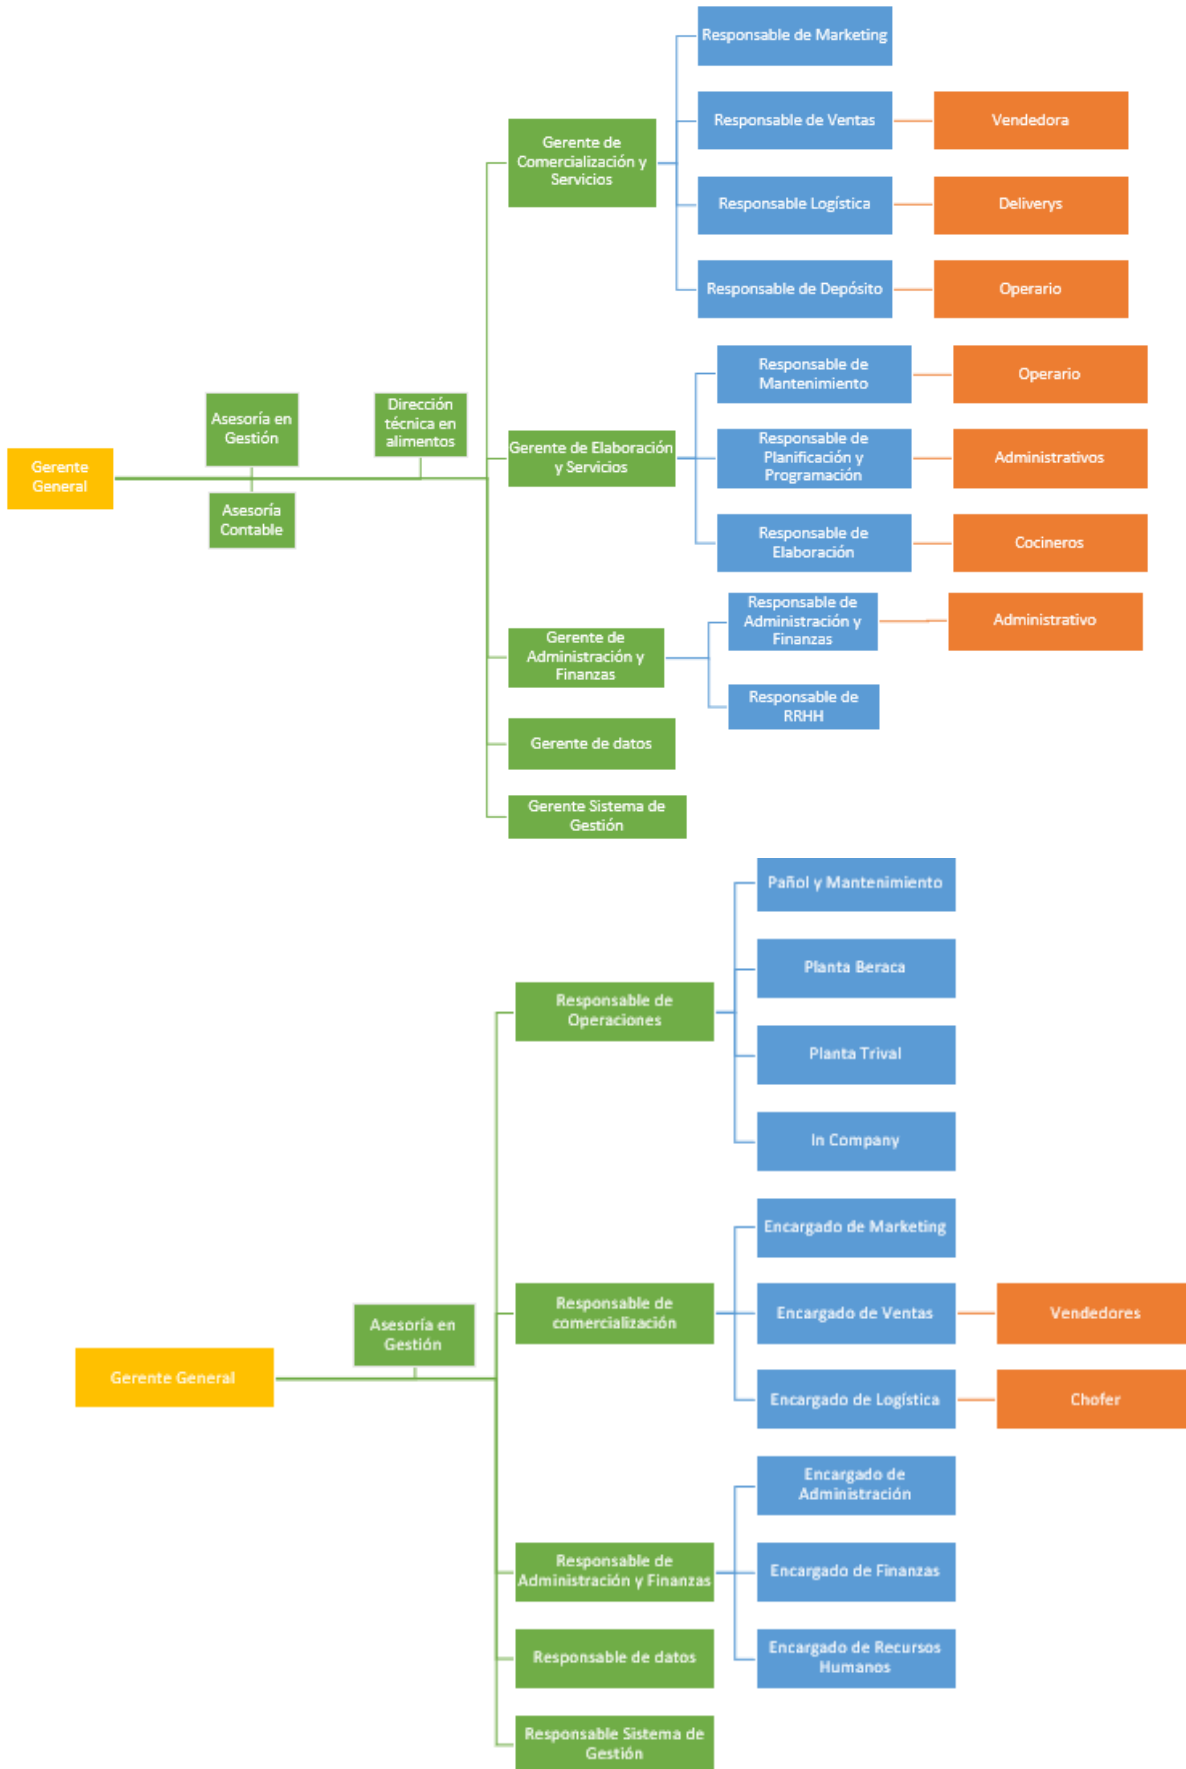 Responsable de Marketing
Responsable de Ventas
Vendedora
Gerente de
Comercialización y
Servicios
Responsable Logística
Deliverys
Responsable de Depósito
Operario
Responsable de
Mantenimiento
Operario
Asesoría en
Gestión
Dirección
técnica en
alimentos
Gerente de Elaboración
y Servicios
Responsable de
Planificación y
Programación
Administrativos
Gerente
General
Asesoría
Contable
Responsable de
Elaboración
Cocineros
Gerente de
Administración y
Finanzas
Responsable de
Administración y
Finanzas
Administrativo
Responsable de
RRHH
Gerente de datos
Gerente Sistema de
Gestión
Pañol y Mantenimiento
Planta Beraca
Responsable de
Operaciones
Planta Trival
In Company
Encargado de Marketing
Asesoría en
Gestión
Responsable de
comercialización
Encargado de Ventas
Vendedores
Gerente General
Encargado de Logística
Chofer
Encargado de
Administración
Responsable de
Administración y Finanzas
Encargado de Finanzas
Responsable de datos
Encargado de Recursos
Humanos
Responsable Sistema de
Gestión